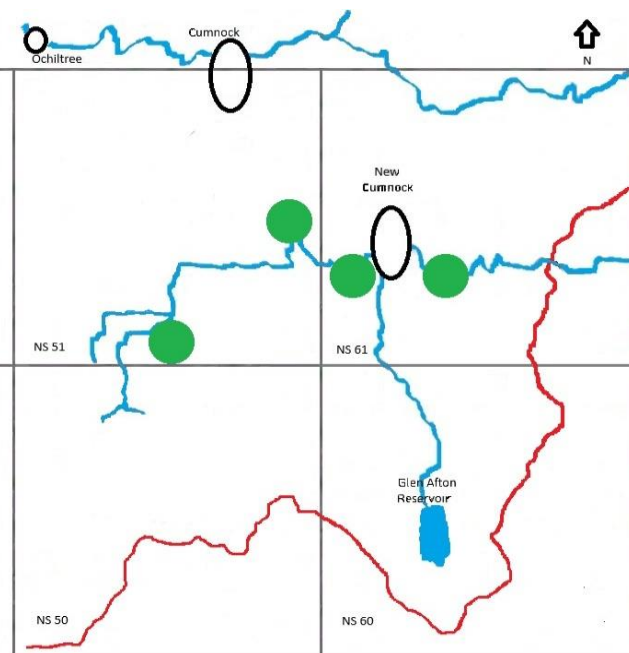 Cumnock
Ochiltree
N
New
Cumnock
NS 51
NS 61
Glen Afton
Reservoir
NS 50
NS 60